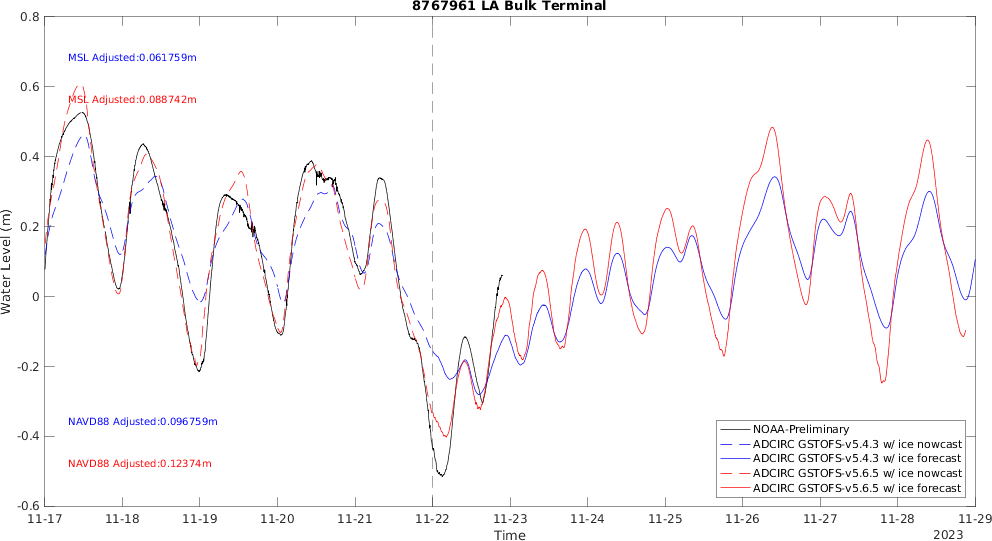 8767961 LA Bulk Terminal
0.8
0.6
0.4
0.2
0
-0.2
-0.4
-0.6
Water Level (m)
MSL Adjusted:0.061759m
MSL Adjusted:0.088742m
NAVD88 Adjusted:0.096759m
NAVD88 Adjusted:0.12374m
NOAA-Preliminary
ADCIRC GSTOFS-v5.4.3 w/ ice nowcast
ADCIRC GSTOFS-v5.4.3 w/ ice forecast
ADCIRC GSTOFS-v5.6.5 w/ ice nowcast
ADCIRC GSTOFS-v5.6.5 w/ ice forecast
11-17 11-18 11-19 11-20 11-21 11-22 11-23 11-24 11-25 11-26 11-27 11-28 11-29
Time
2023